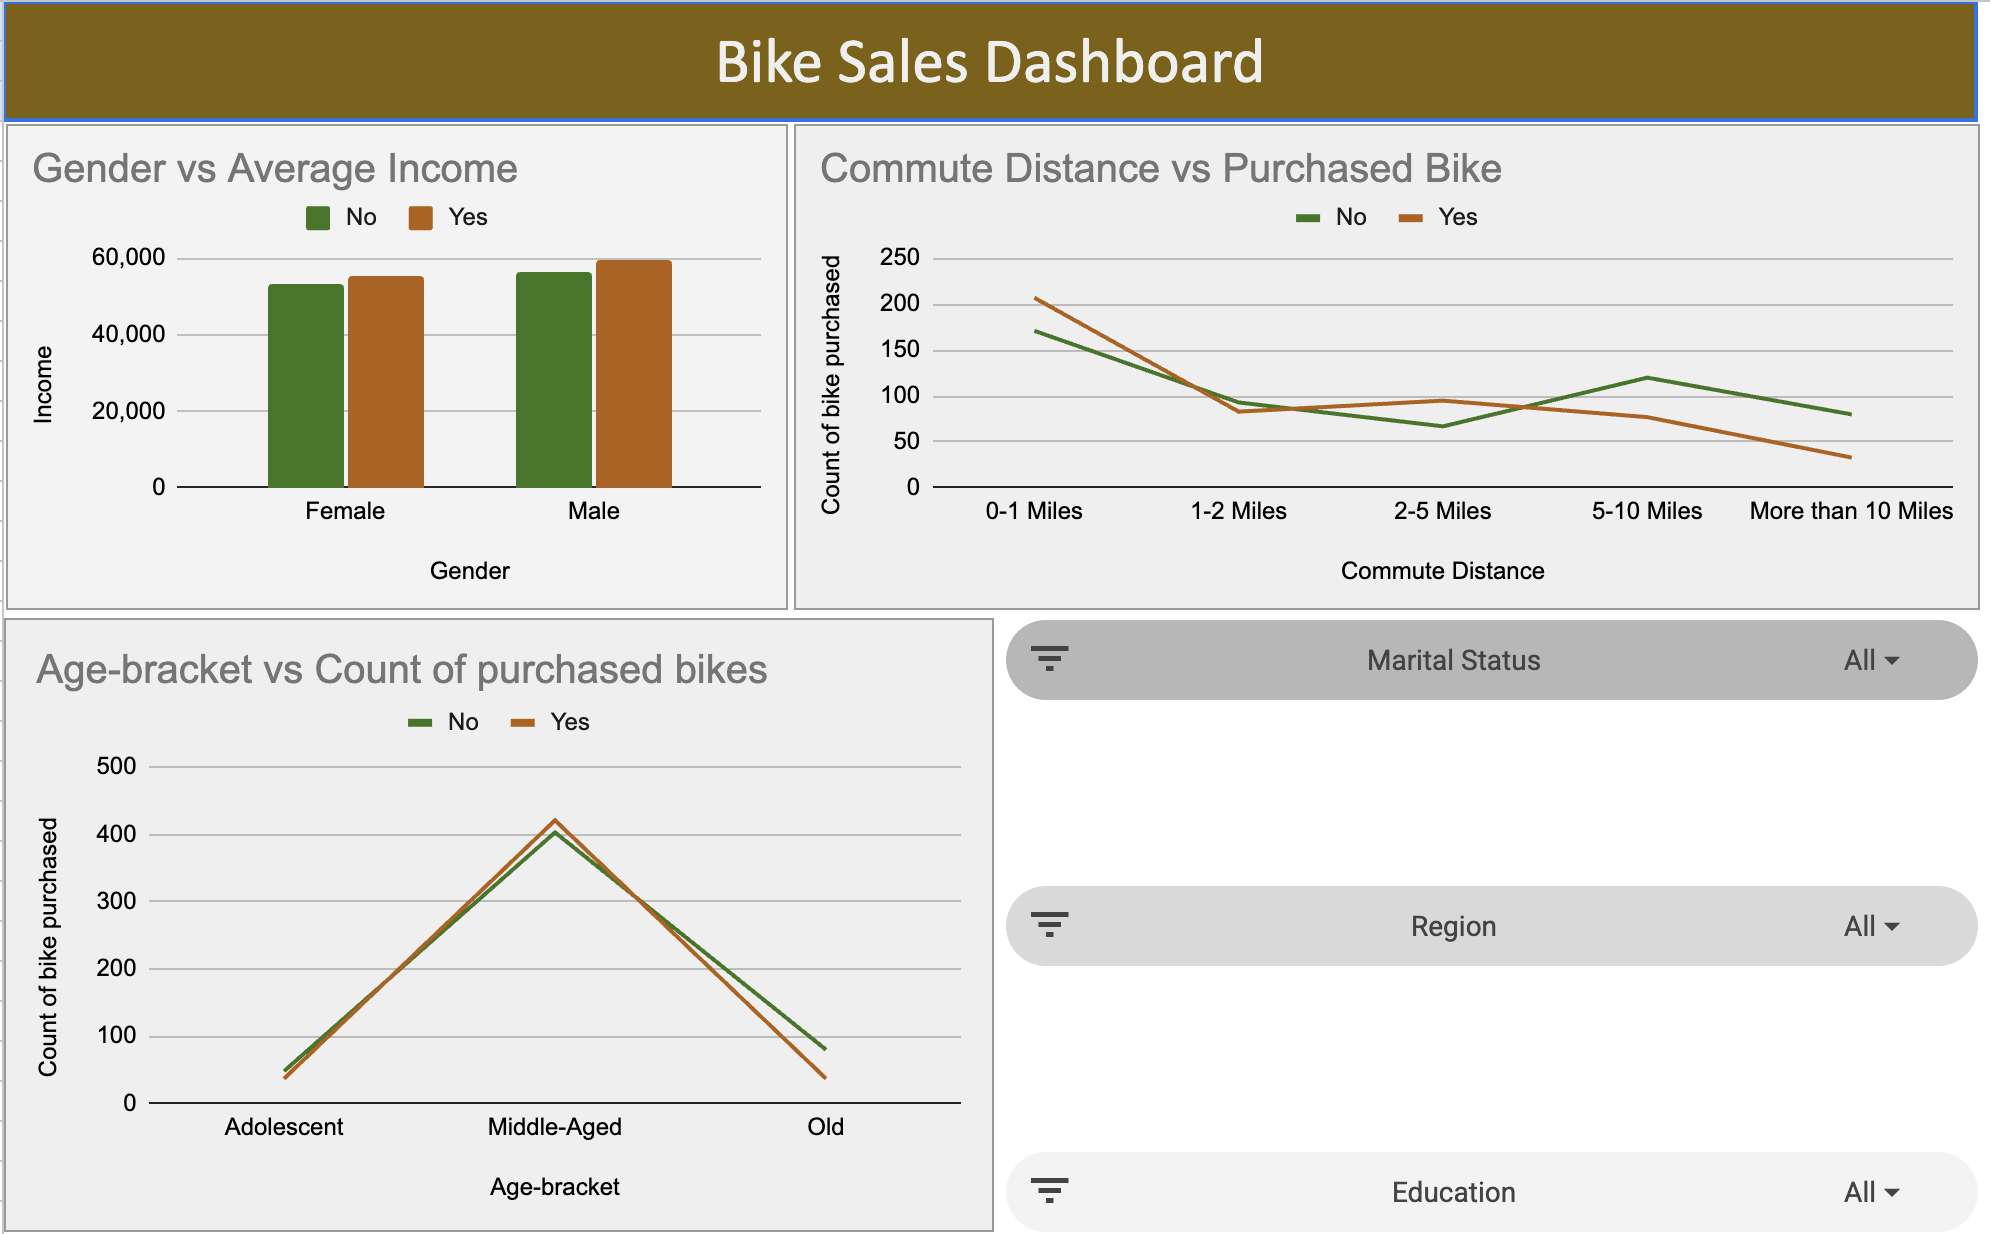 Bike Sales Dashboard
Gender vs Average Income
No Yes
60,000
40,000
20,000
0
Income
Female Male
Gender
Commute Distance vs Purchased Bike
No Yes
250
200
150
100
50
0
Count of bike purchased
0-1 Miles 1-2 Miles 2-5 Miles 5-10 Miles More than 10 Miles
Commute Distance
Age-bracket vs Count of purchased bikes
No Yes
500
400
300
200
100
0
Count of bike purchased
Adolescent Middle-Aged Old
Age-bracket
Marital Status All
Region All
Education All